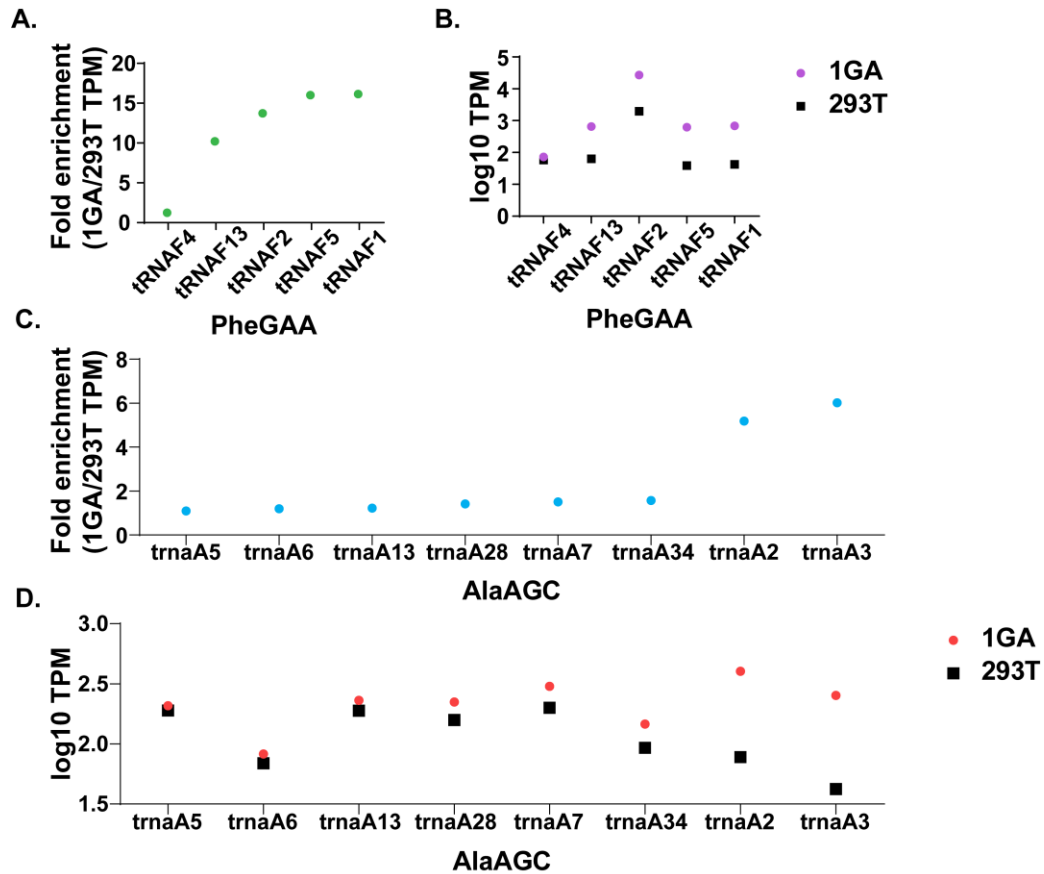 A.
Fold enrichment
(1GA/293T TPM)
20
15
10
5
0
tRNAF4
tRNAF13
tRNAF2
tRNAF5
tRNAF1
PheGAA
B.
log10 TPM
5
4
3
2
1
0
tRNAF4
tRNAF13
tRNAF2
tRNAF5
tRNAF1
PheGAA
1GA
293T
C.
Fold enrichment
(1GA/293T TPM)
8
6
4
2
0
trnaA5 trnaA6 trnaA13 trnaA28 trnaA7 trnaA34 trnaA2 trnaA3
AlaAGC
D.
log10 TPM
3.0
2.5
2.0
1.5
trnaA5 trnaA6 trnaA13 trnaA28 trnaA7 trnaA34 trnaA2 trnaA3
AlaAGC
1GA
293T